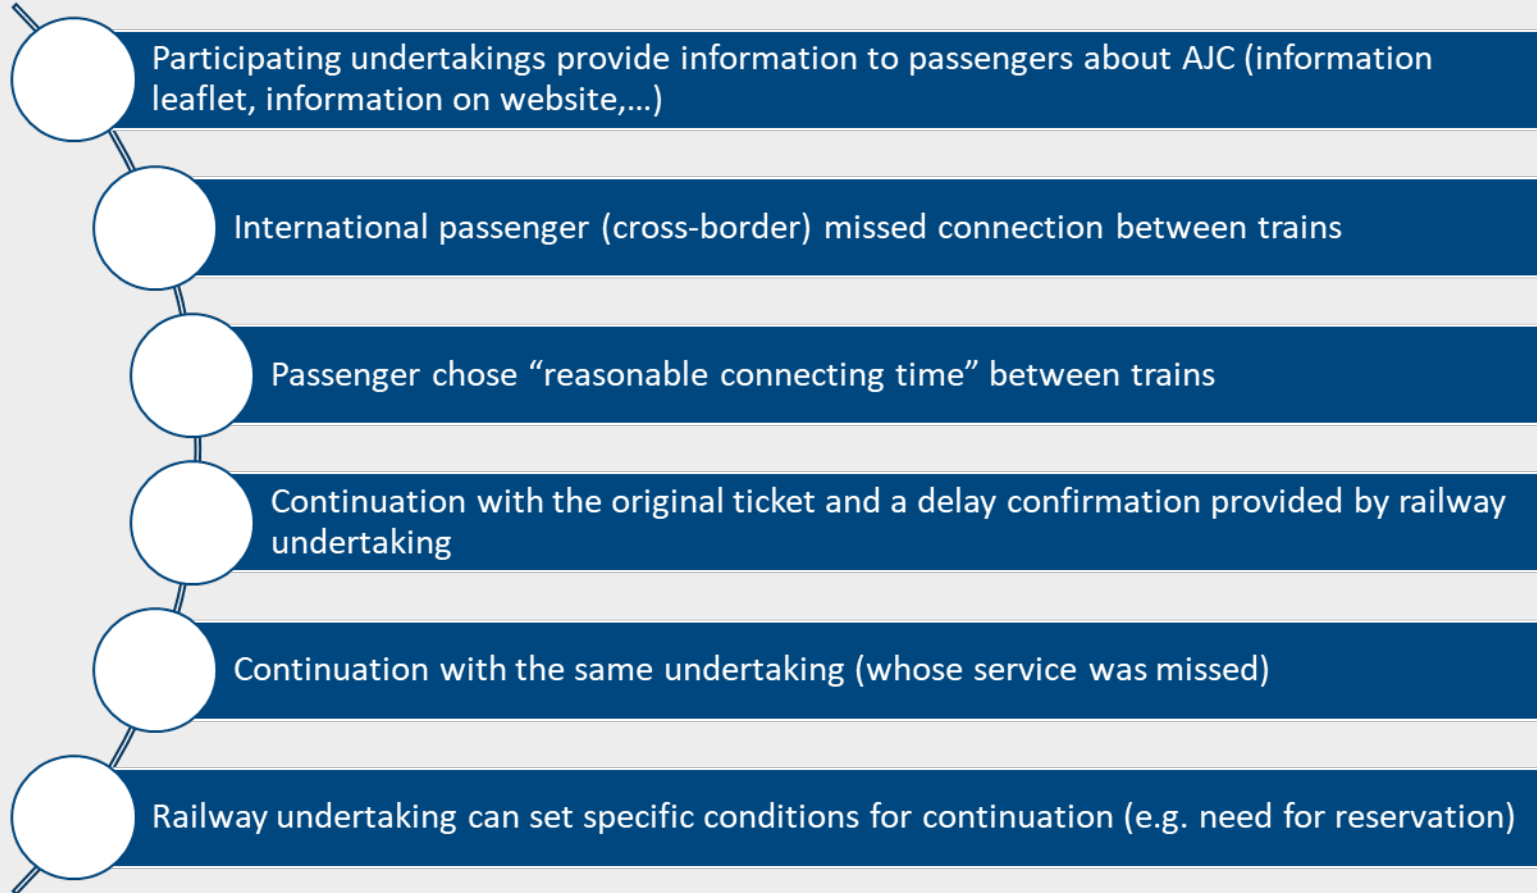 Participating undertakings provide information to passengers about AJC (information
leaflet, information on website,...)
International passenger (cross-border) missed connection between trains
Passenger chose “reasonable connecting time” between trains
Continuation with the original ticket and a delay confirmation provided by railway
undertaking
Continuation with the same undertaking (whose service was missed)
Railway undertaking can set specific conditions for continuation (e.g. need for reservation)